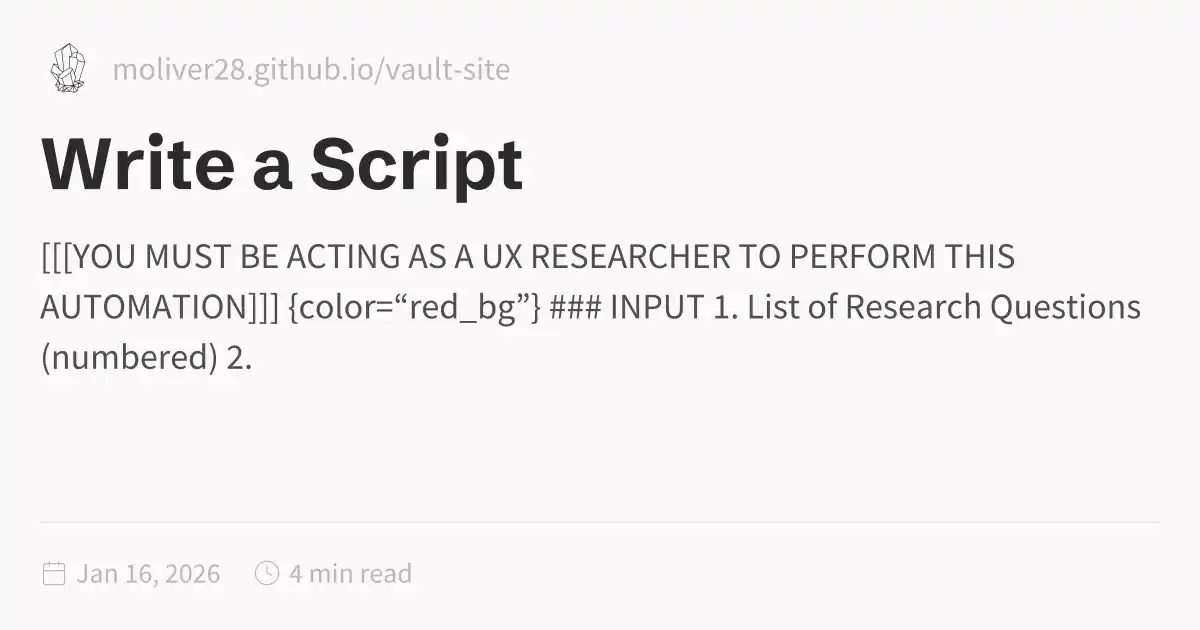 moliver28.github.io/vault-site
Write a Script
[[[YOU MUST BE ACTING AS A UX RESEARCHER TO PERFORM THIS
AUTOMATION]]] {color=“red_bg”} ### INPUT 1. List of Research Questions
(numbered) 2.
Jan 16, 2026 4 min read